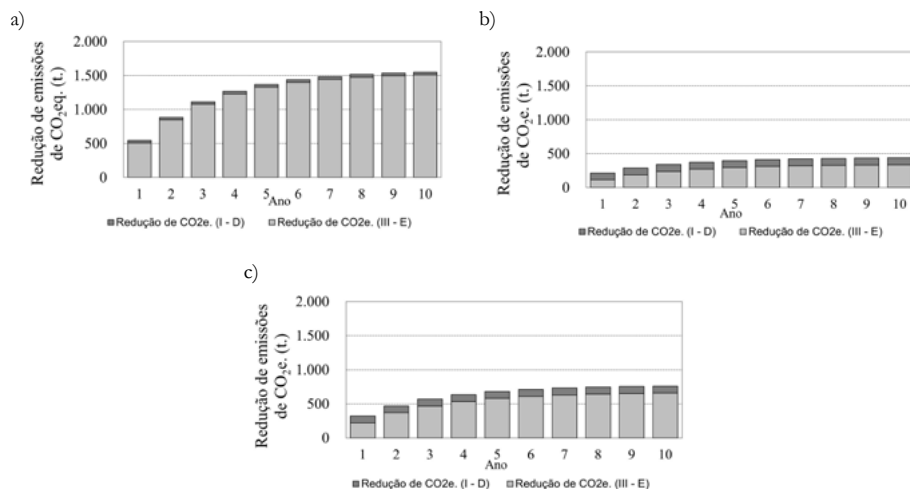 a)
Redução de emissões
de CO₂eq. (t.)
2.000
1.500
1.000
500
0
1 2 3 4 5 6 7 8 9 10
Ano
Redução de CO2e. (I - D) Redução de CO2e. (III - E)
b)
Redução de emissões
de CO₂e. (t.)
2.000
1.500
1.000
500
0
1 2 3 4 5 6 7 8 9 10
Ano
Redução de CO2e. (I - D) Redução de CO2e. (III - E)
c)
Redução de emissões
de CO₂e. (t.)
2.000
1.500
1.000
500
0
1 2 3 4 5 6 7 8 9 10
Ano
Redução de CO2e. (I - D) Redução de CO2e. (III - E)